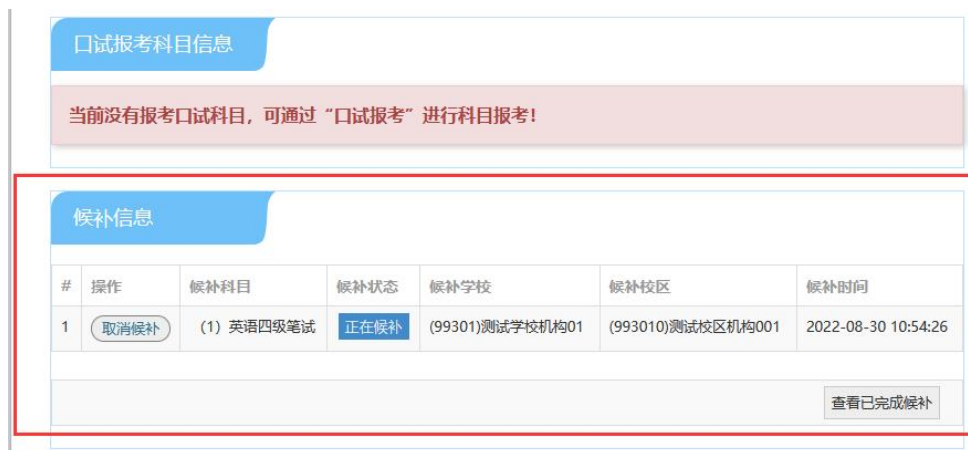 口试报考科目信息
当前没有报考口试科目，可通过“口试报考”进行科目报考！
候补信息
# 操作 候补科目 候补状态 候补学校 候补校区 候补时间
1 取消候补 （1）英语四级笔试 正在候补 (99301)测试学校机构01 (993010)测试校区机构001 2022-08-30 10:54:26
查看已完成候补